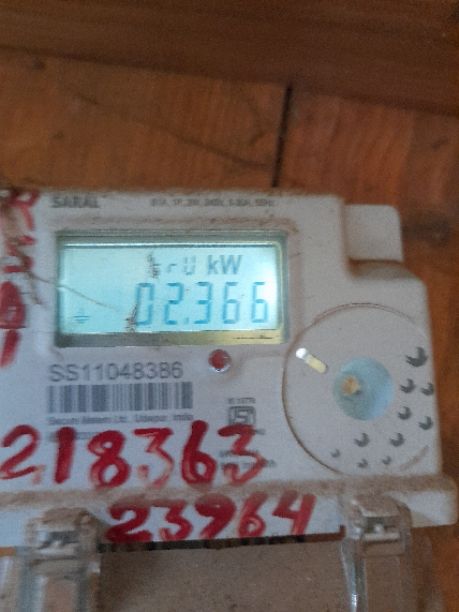 SARAL
kW
02.366
SS11048386
Secure Meters Ltd., Udaipur, India
218363
23964